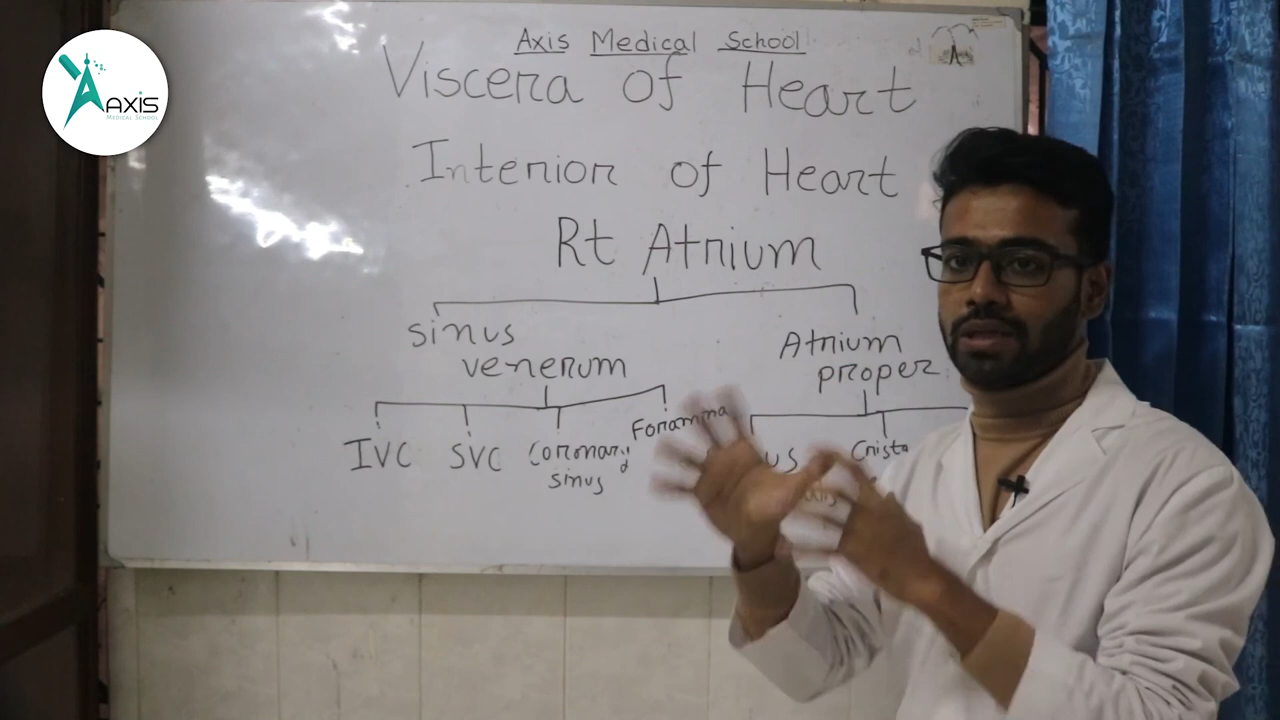 AXIS
MEDICAL SCHOOL
Axis Medical School
Viscera of Heart
Interior of Heart
Rt Atrium
sinus
venerum
Atrium
proper
IVC SVC Coronary
sinus
Foramina
Crista